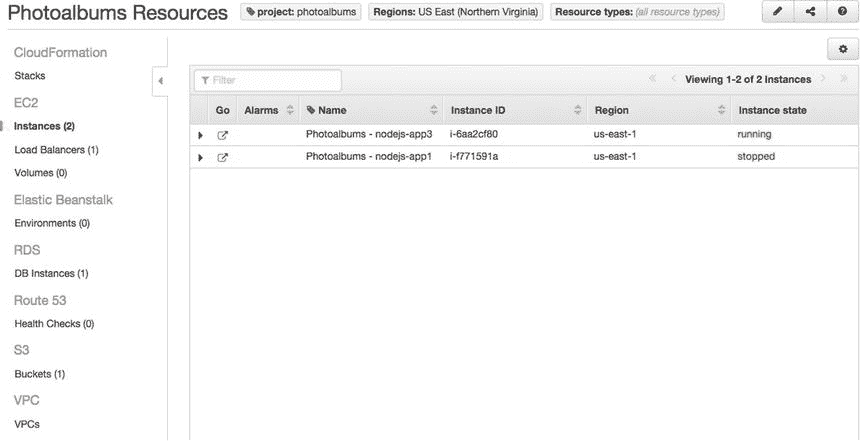 Photoalbums Resources
project: photoalbums
Regions: US East (Northern Virginia)
Resource types: (all resource types)
CloudFormation
Stacks
EC2
Instances (2)
Load Balancers (1)
Volumes (0)
Elastic Beanstalk
Environments (0)
RDS
DB Instances (1)
Route 53
Health Checks (0)
S3
Buckets (1)
VPC
VPCs
Filter
Viewing 1-2 of 2 Instances
Go Alarms Name Instance ID Region Instance state
Photoalbums - nodejs-app3 i-6aa2cf80 us-east-1 running
Photoalbums - nodejs-app1 i-f771591a us-east-1 stopped